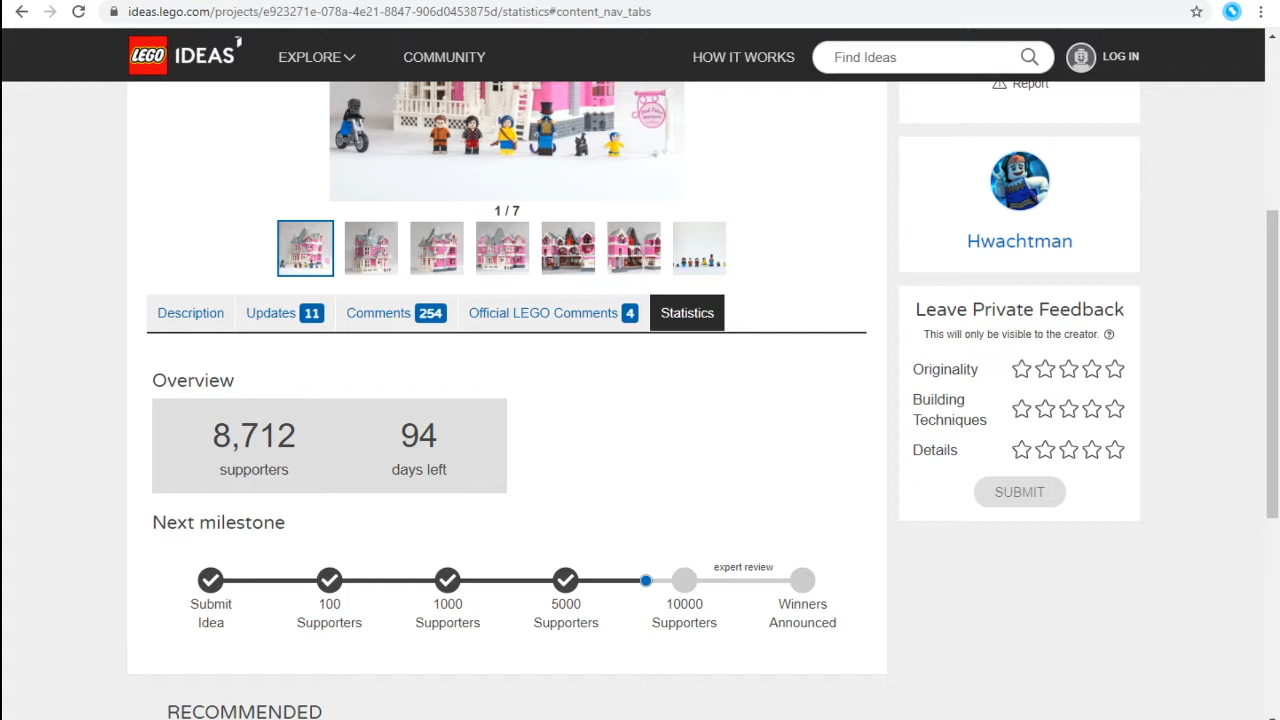 ideas.lego.com/projects/e923271e-078a-4e21-8847-906d0453875d/statistics#content_nav_tabs
LEGO IDEAS EXPLORE COMMUNITY HOW IT WORKS Find Ideas LOG IN
Report
1 / 7
Hwachtman
Description Updates 11 Comments 254 Official LEGO Comments 4 Statistics
Leave Private Feedback
This will only be visible to the creator.
Originality
Building
Techniques
Details
SUBMIT
Overview
8,712 94
supporters days left
Next milestone
expert review
Submit 100 1000 5000 10000 Winners
Idea Supporters Supporters Supporters Supporters Announced
RECOMMENDED